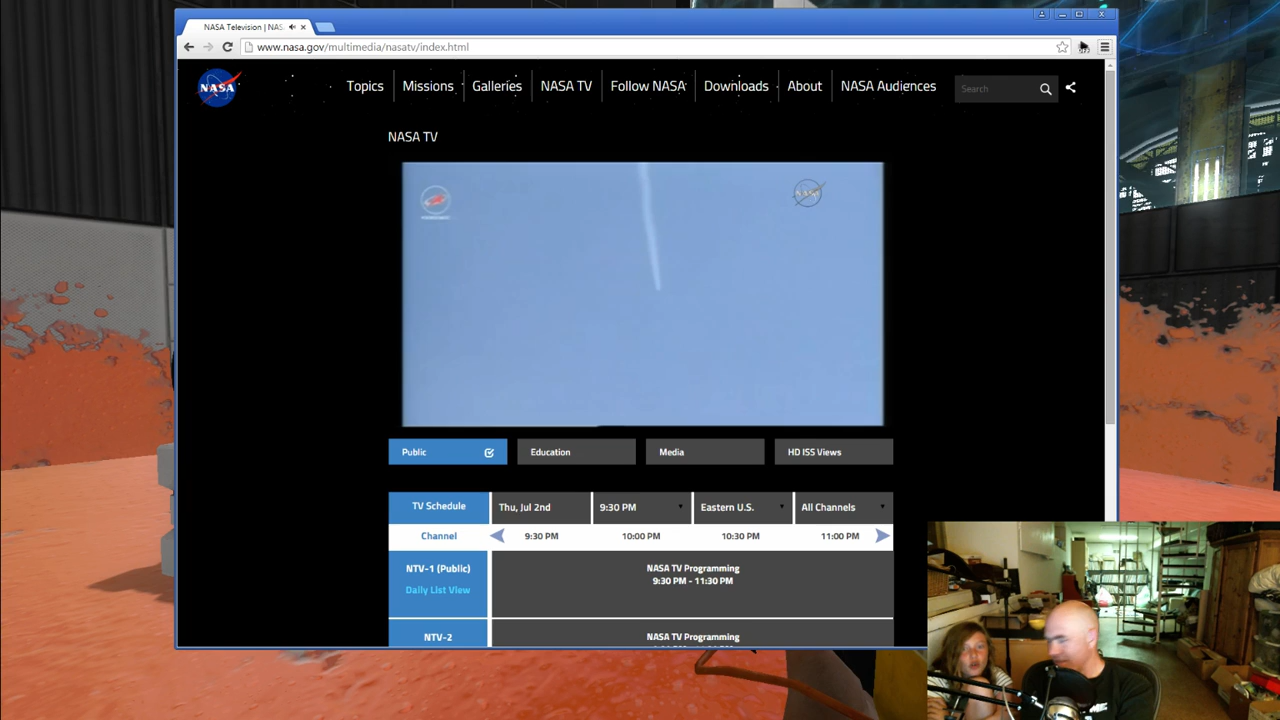 NASA Television | NAS
www.nasa.gov/multimedia/nasatv/index.html
NASA
Topics
Missions
Galleries
NASA TV
Follow NASA
Downloads
About
NASA Audiences
Search
NASA TV
NASA
Public
Education
Media
HD ISS Views
TV Schedule
Thu, Jul 2nd
9:30 PM
Eastern U.S.
All Channels
Channel
9:30 PM
10:00 PM
10:30 PM
11:00 PM
NTV-1 (Public)
Daily List View
NASA TV Programming
9:30 PM - 11:30 PM
NTV-2
NASA TV Programming